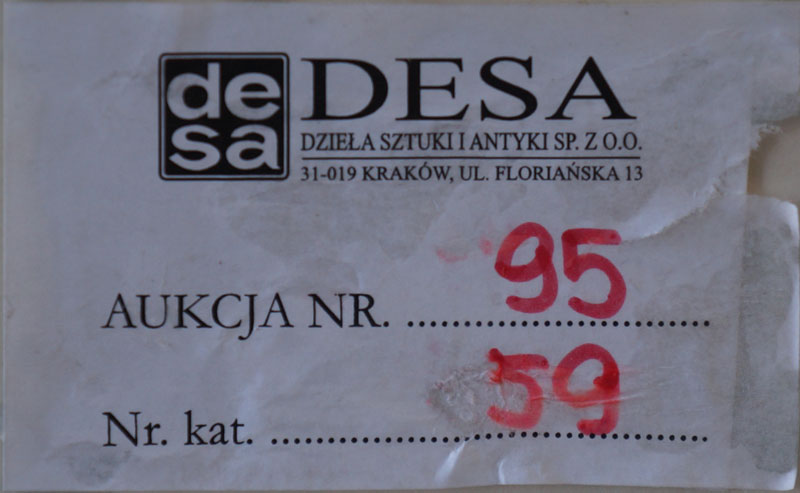 de
sa
DESA
DZIEŁA SZTUKI I ANTYKI SP. Z O.O.
31-019 KRAKÓW, UL. FLORIAŃSKA 13
AUKCJA NR. 95
Nr. kat. 59